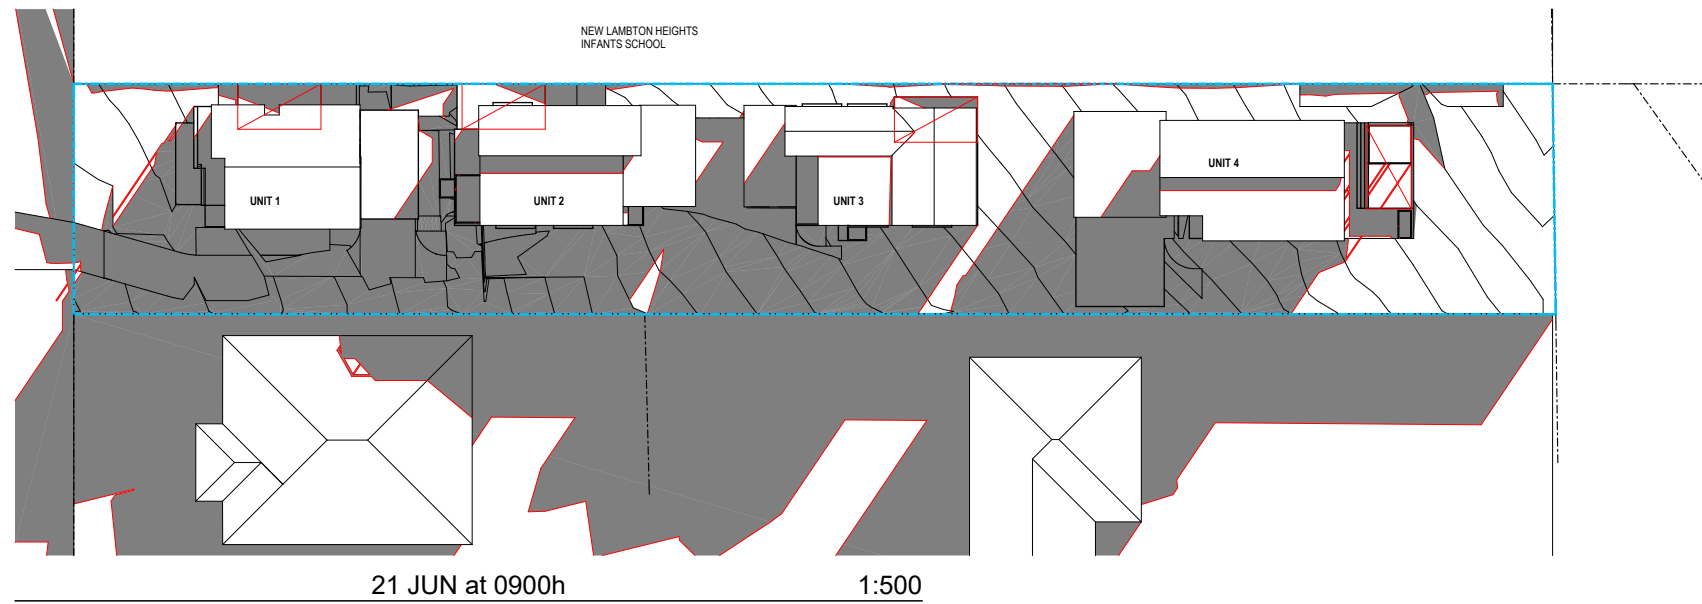 NEW LAMBTON HEIGHTS
INFANTS SCHOOL
UNIT 1
UNIT 2
UNIT 3
UNIT 4
21 JUN at 0900h
1:500